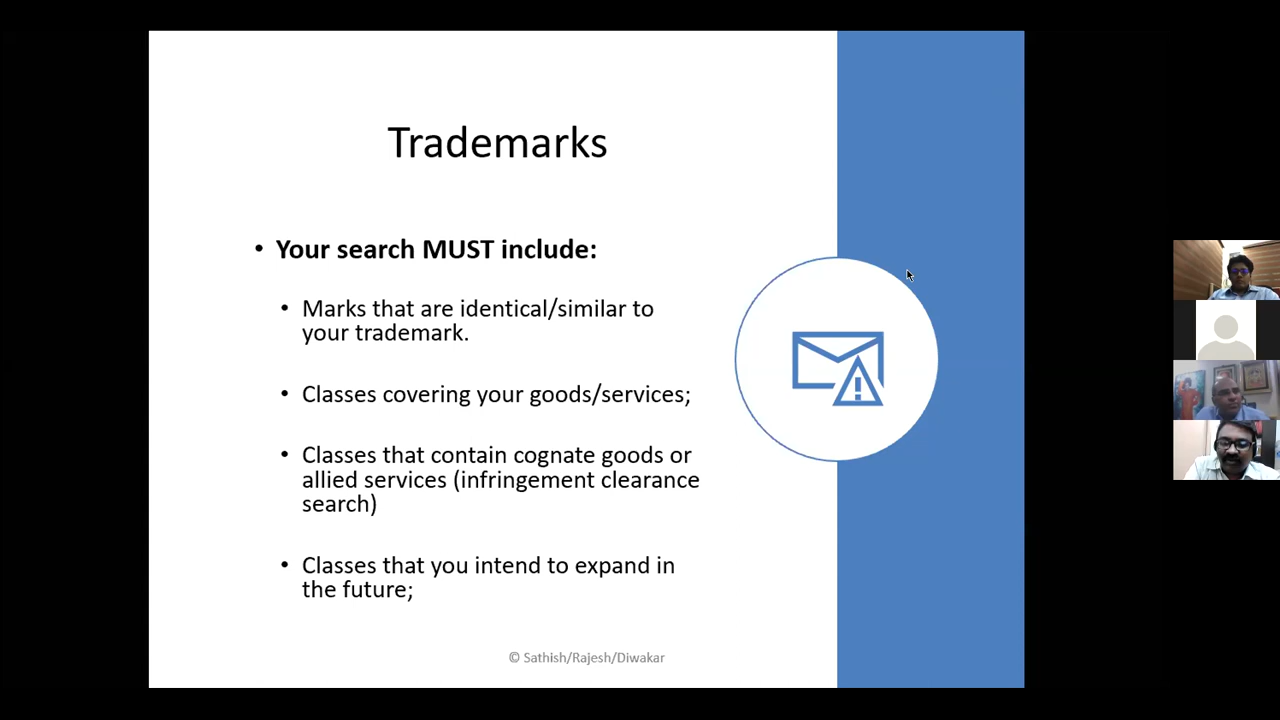 Trademarks
• Your search MUST include:
• Marks that are identical/similar to
your trademark.
• Classes covering your goods/services;
• Classes that contain cognate goods or
allied services (infringement clearance
search)
• Classes that you intend to expand in
the future;
© Sathish/Rajesh/Diwakar